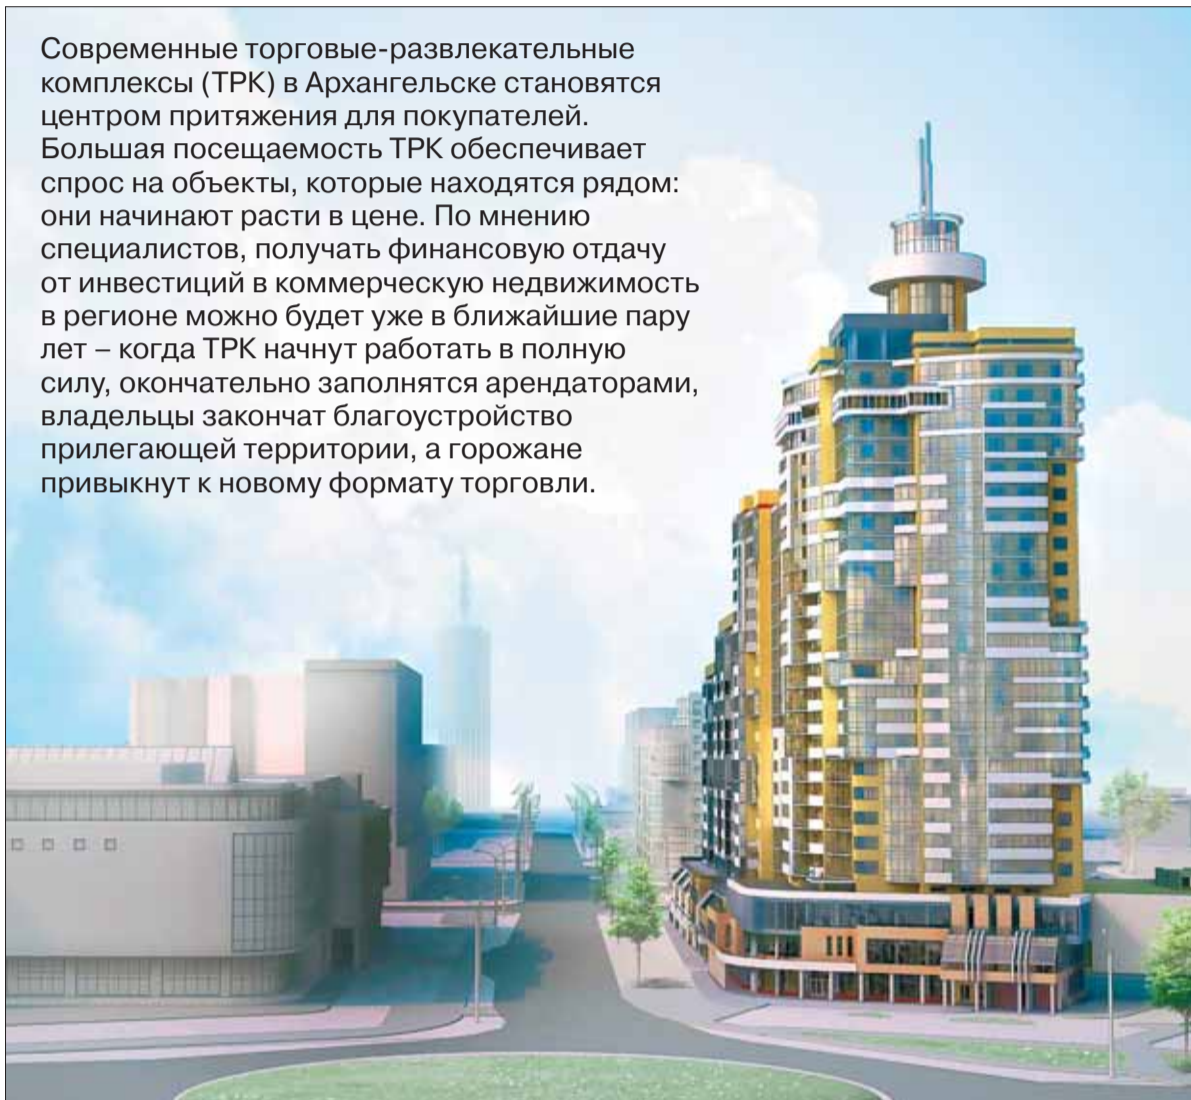 Современные торговые-развлекательные
комплексы (ТРК) в Архангельске становятся
центром притяжения для покупателей.
Большая посещаемость ТРК обеспечивает
спрос на объекты, которые находятся рядом:
они начинают расти в цене. По мнению
специалистов, получать финансовую отдачу
от инвестиций в коммерческую недвижимость
в регионе можно будет уже в ближайшие пару
лет – когда ТРК начнут работать в полную
силу, окончательно заполнятся арендаторами,
владельцы закончат благоустройство
прилегающей территории, а горожане
привыкнут к новому формату торговли.